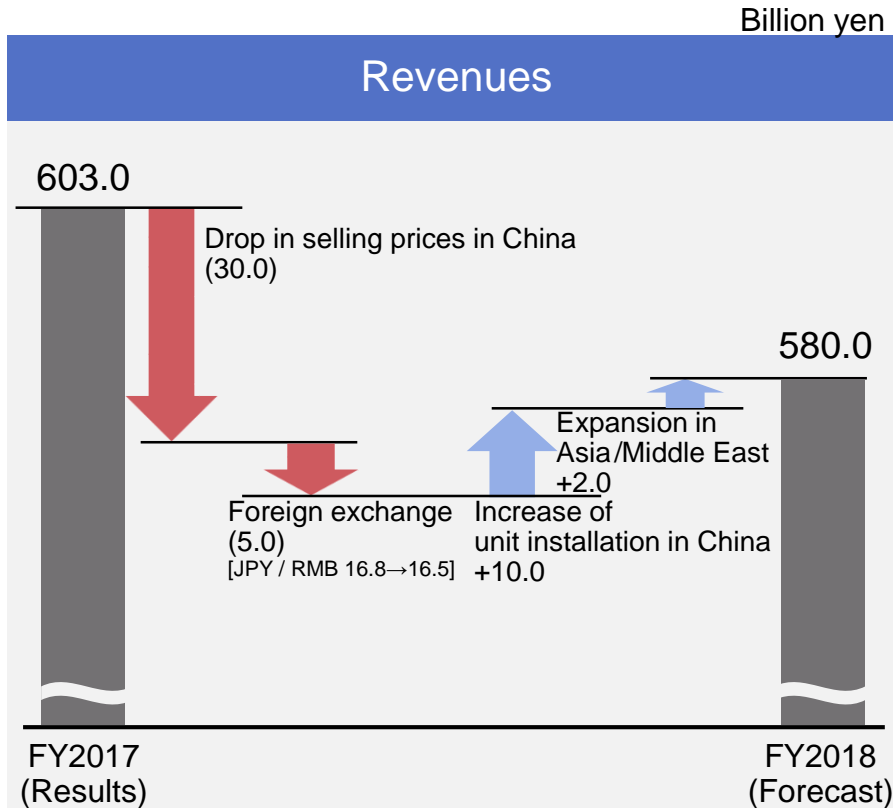 Billion yen
Revenues
603.0
Drop in selling prices in China
(30.0)
580.0
Expansion in
Asia/Middle East
+2.0
Foreign exchange
(5.0)
[JPY / RMB 16.8→16.5]
Increase of
unit installation in China
+10.0
FY2017
(Results)
FY2018
(Forecast)